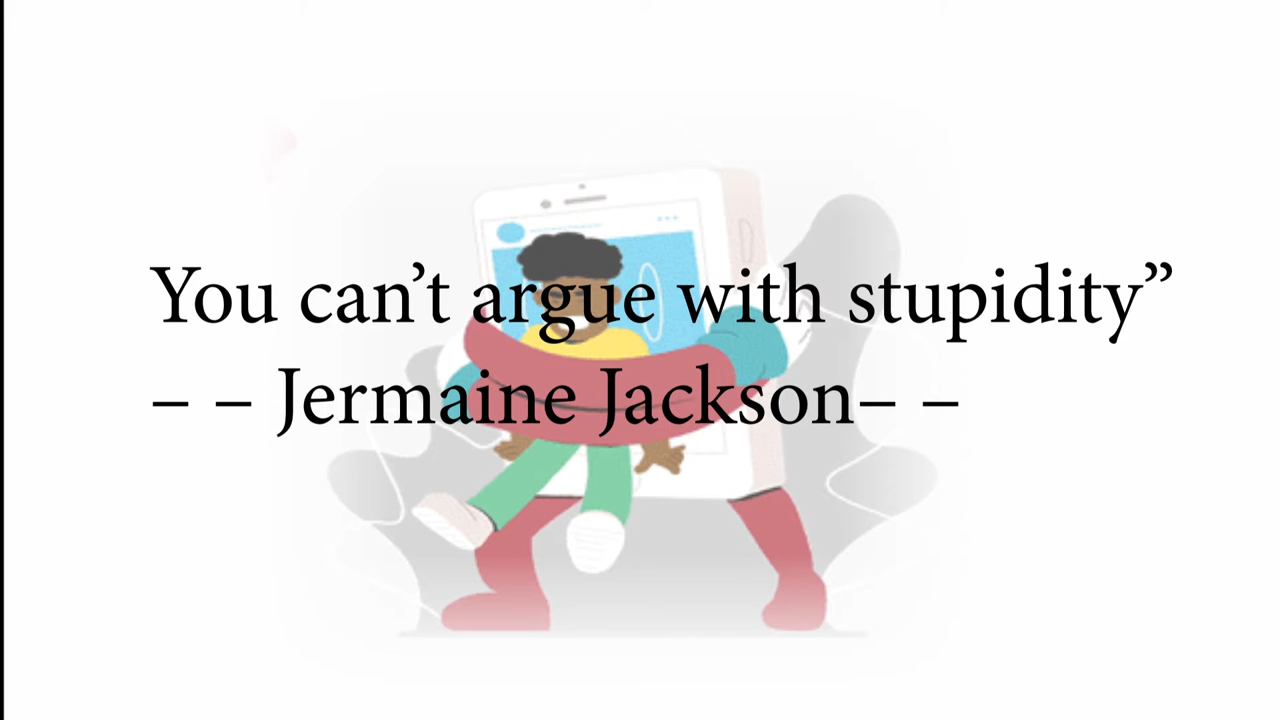 You can’t argue with stupidity”
– – Jermaine Jackson– –